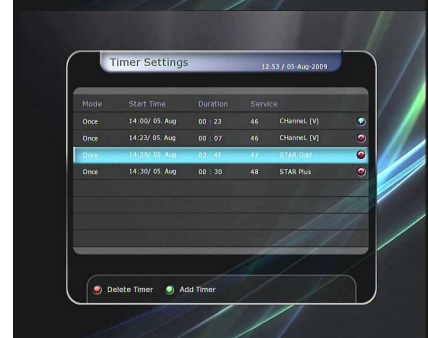 Timer Settings 12:53 / 05-Aug-2009
Mode Start Time Duration Service
Once 14:00/ 05. Aug 00 : 23 46 CHanneL [V]
Once 14:23/ 05. Aug 00 : 07 46 CHanneL [V]
Once 14:30/ 05. Aug 03 : 45 47 STAR Gold
Once 14:30/ 05. Aug 00 : 30 48 STAR Plus
Delete Timer Add Timer